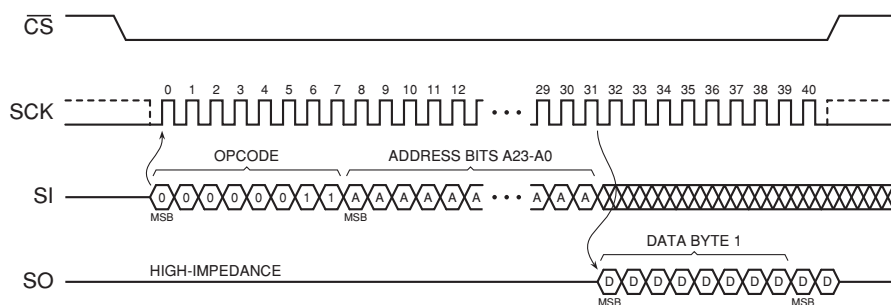 CS
0 1 2 3 4 5 6 7 8 9 10 11 12 29 30 31 32 33 34 35 36 37 38 39 40
SCK
OPCODE ADDRESS BITS A23-A0
SI 0 0 0 0 0 0 1 1 A A A A A A A A
MSB MSB
DATA BYTE 1
SO HIGH-IMPEDANCE D D D D D D D D D D
MSB MSB